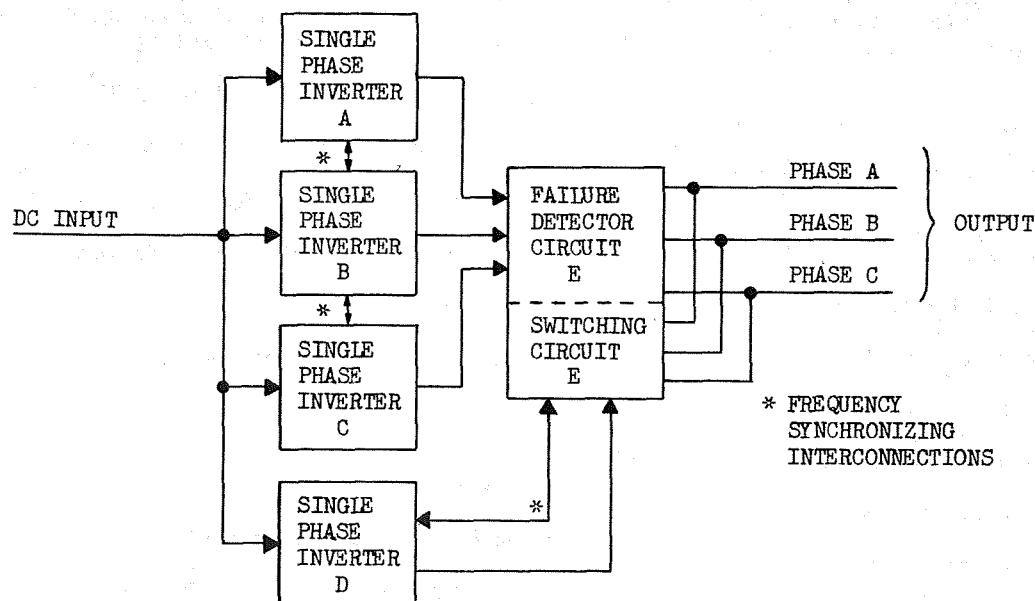 SINGLE
PHASE
INVERTER
A
*
SINGLE
PHASE
INVERTER
B
*
SINGLE
PHASE
INVERTER
C
SINGLE
PHASE
INVERTER
D
DC INPUT
FAILURE
DETECTOR
CIRCUIT
E
SWITCHING
CIRCUIT
E
*
PHASE A
PHASE B
PHASE C
OUTPUT
* FREQUENCY
SYNCHRONIZING
INTERCONNECTIONS